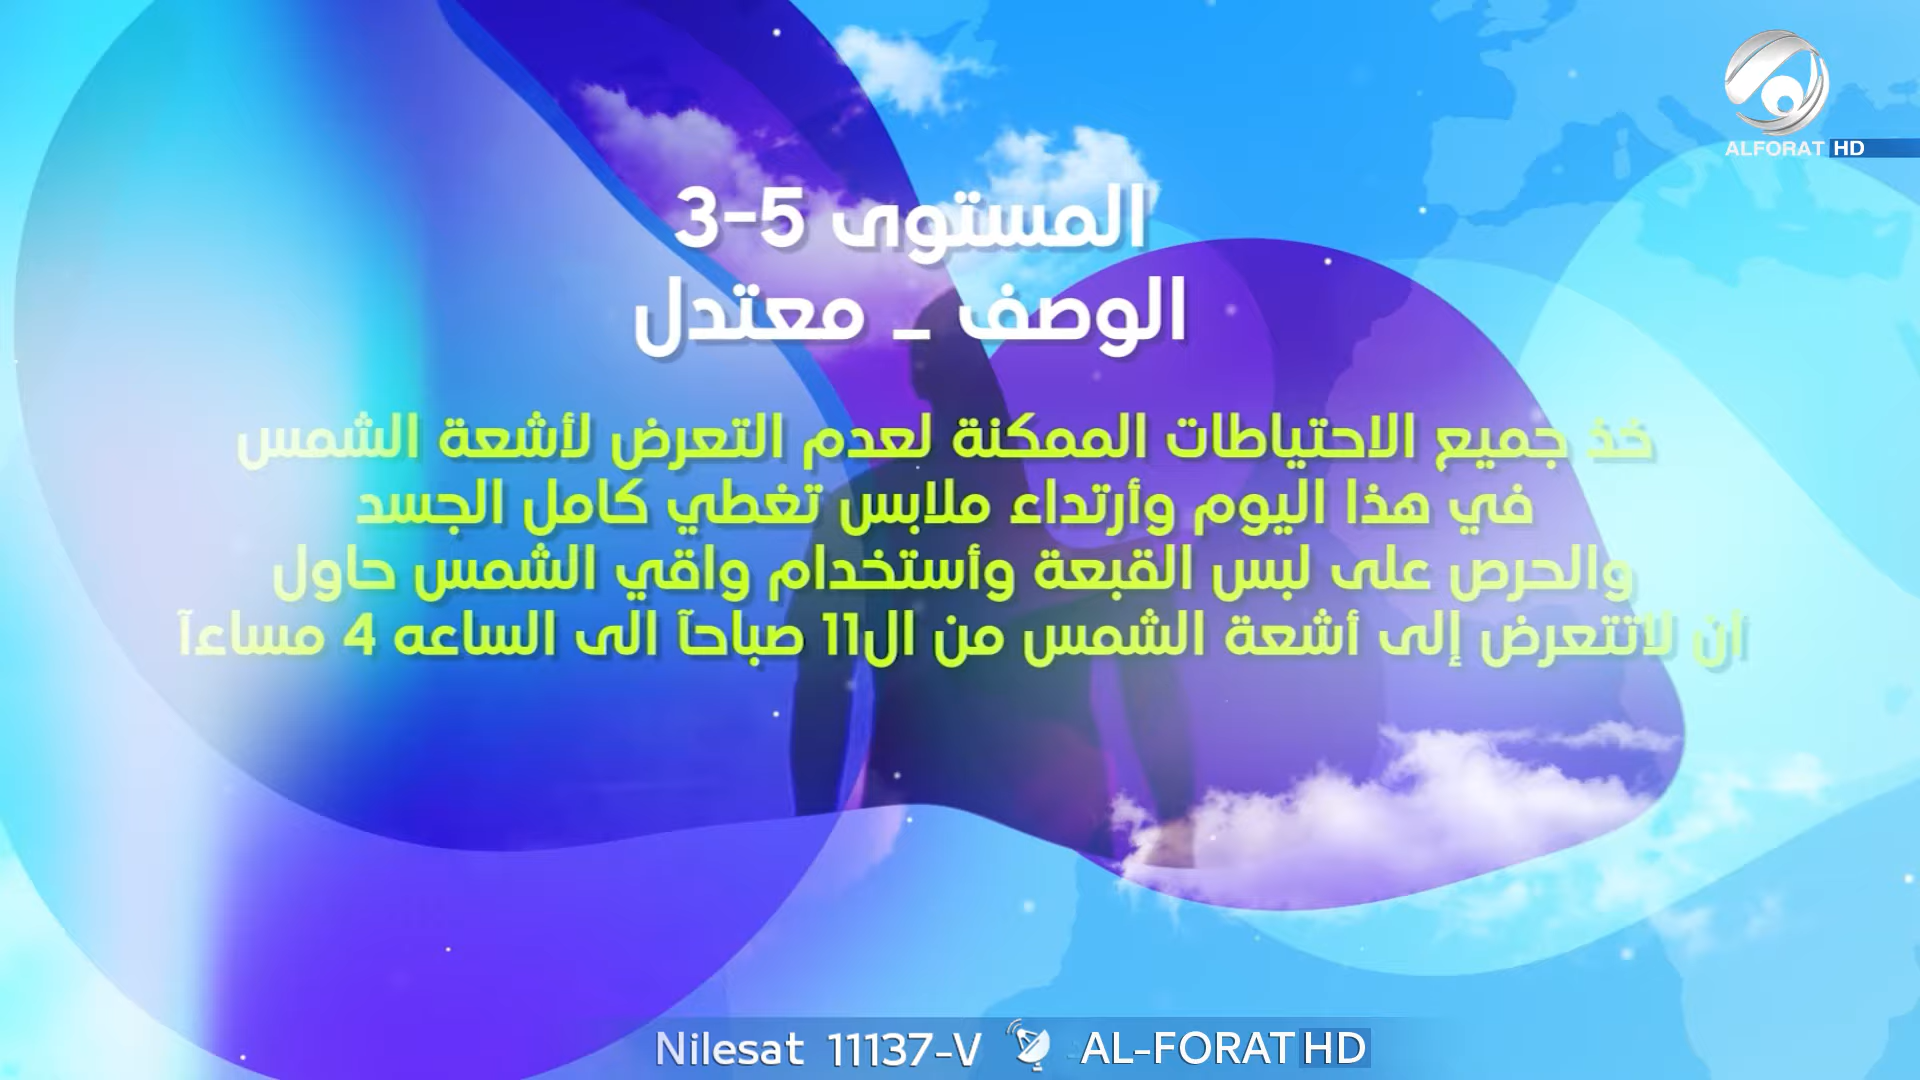 ALFORAT HD
المستوى 5-3
الوصف _ معتدل
خذ جميع الاحتياطات الممكنة لعدم التعرض لأشعة الشمس
في هذا اليوم وأرتداء ملابس تغطي كامل الجسد
والحرص على لبس القبعة وأستخدام واقي الشمس حاول
ان لاتتعرض إلى أشعة الشمس من ال11 صباحآ الى الساعه 4 مساءآ
Nilesat 11137-V AL-FORAT HD